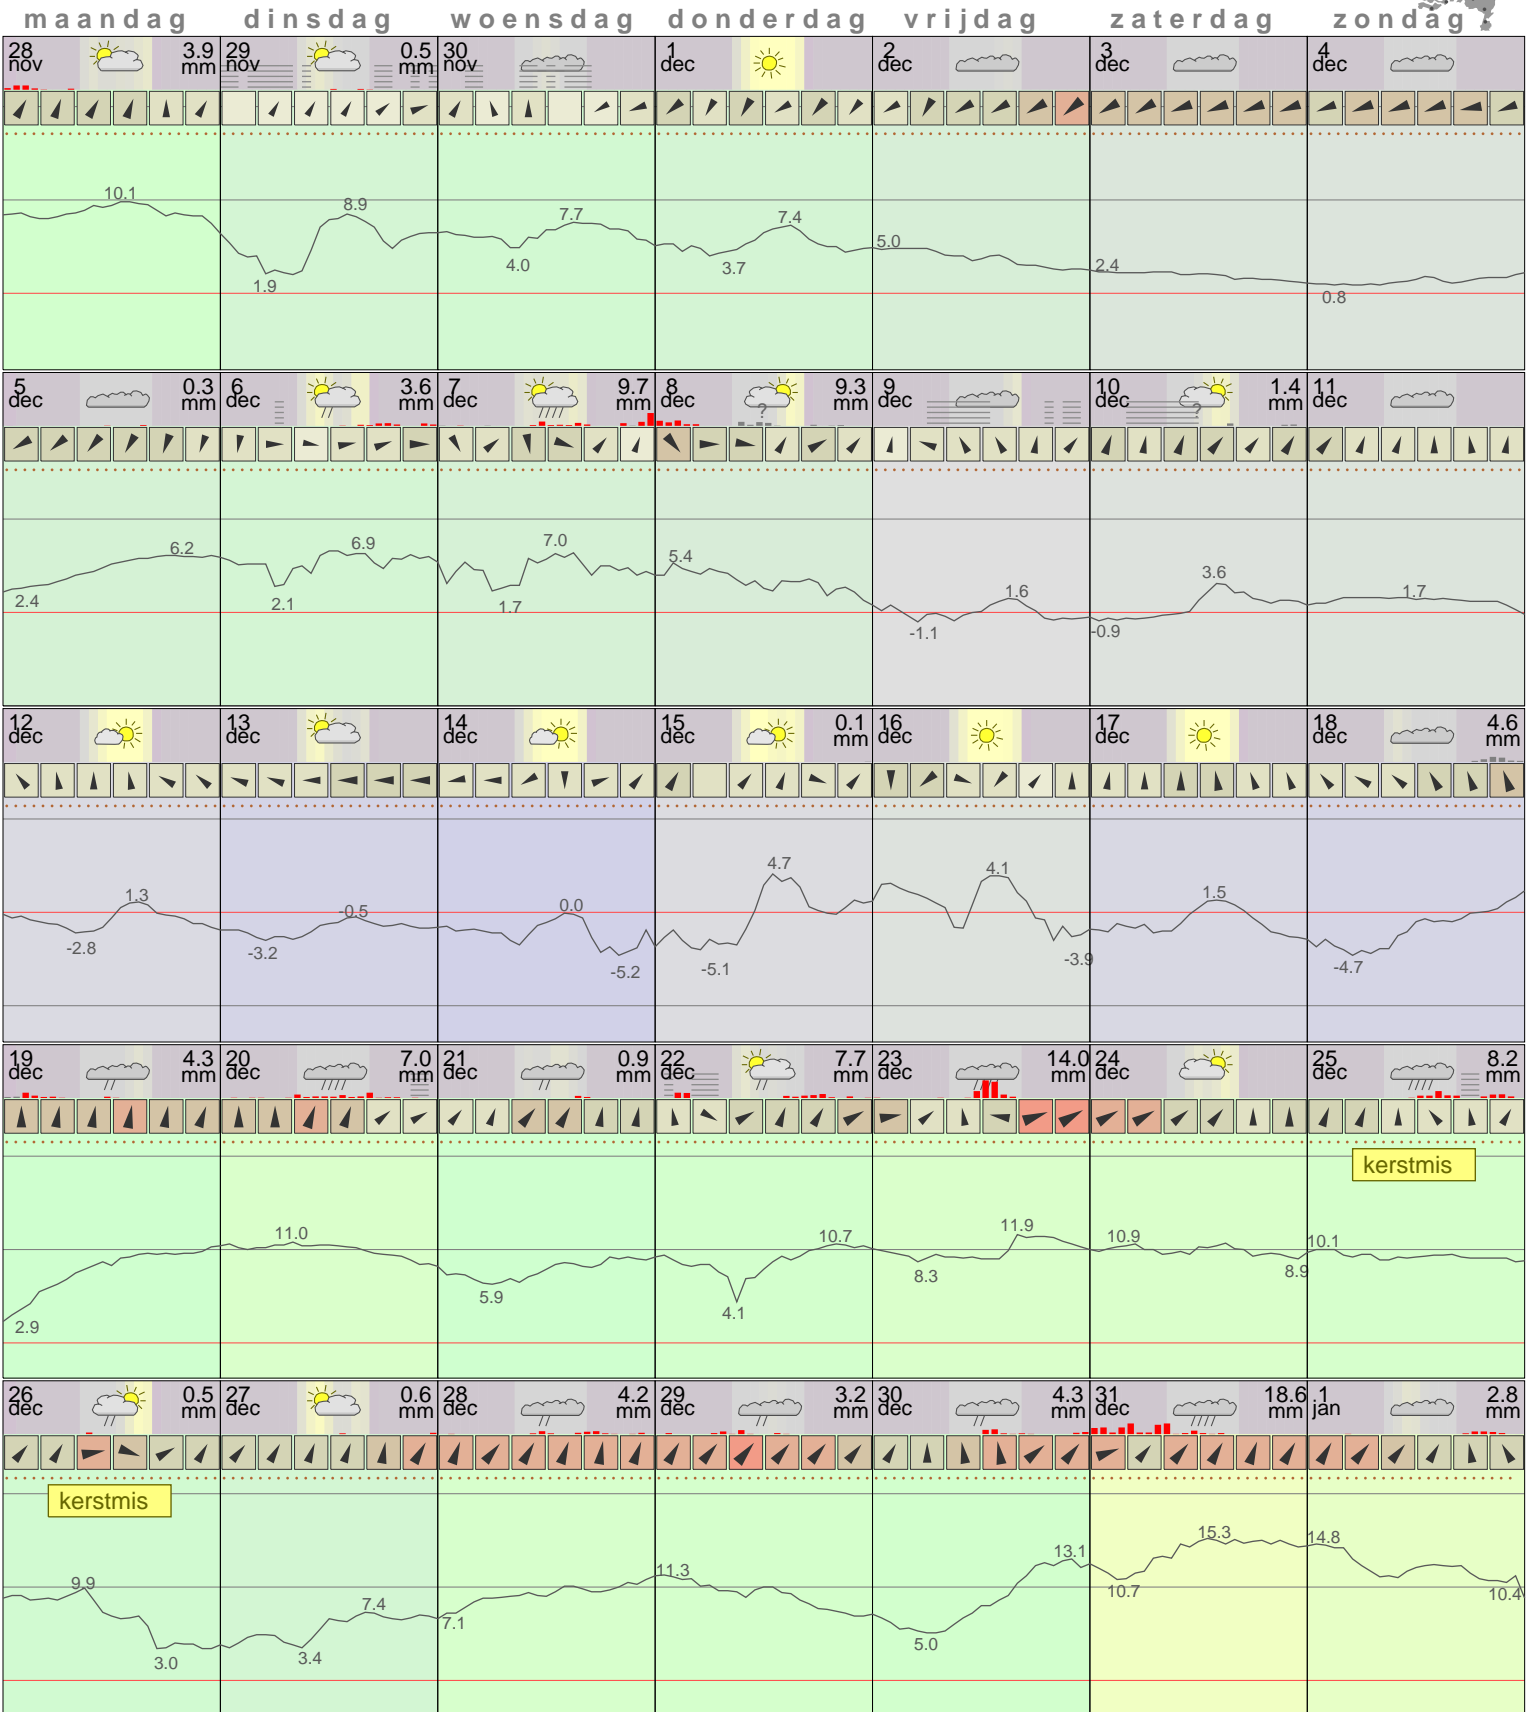 maandag dinsdag woensdag donderdag vrijdag zaterdag zondag
28 nov 3.9 mm 29 nov 0.5 mm 30 nov 1 dec 2 dec 3 dec 4 dec
10.1 1.9 8.9 4.0 7.7 3.7 7.4 5.0 2.4 0.8
5 dec 0.3 mm 6 dec 3.6 mm 7 dec 9.7 mm 8 dec ? 9.3 mm 9 dec 10 dec ? 1.4 mm 11 dec
2.4 6.2 2.1 6.9 1.7 7.0 5.4 -1.1 1.6 -0.9 3.6 1.7
12 dec 13 dec 14 dec 15 dec 0.1 mm 16 dec 17 dec 18 dec 4.6 mm
-2.8 1.3 -3.2 -0.5 0.0 -5.2 -5.1 4.7 4.1 -3.9 1.5 -4.7
19 dec 4.3 mm 20 dec 7.0 mm 21 dec 0.9 mm 22 dec 7.7 mm 23 dec 14.0 mm 24 dec 25 dec 8.2 mm
kerstmis
2.9 11.0 5.9 4.1 10.7 8.3 11.9 10.9 8.9 10.1
26 dec 0.5 mm 27 dec 0.6 mm 28 dec 4.2 mm 29 dec 3.2 mm 30 dec 4.3 mm 31 dec 18.6 mm 1 jan 2.8 mm
kerstmis
9.9 3.0 3.4 7.4 7.1 11.3 5.0 13.1 10.7 15.3 14.8 10.4